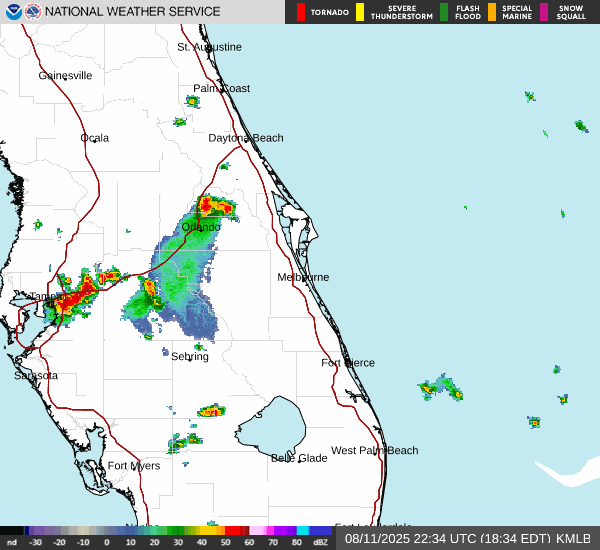 NATIONAL WEATHER SERVICE
TORNADO
SEVERE THUNDERSTORM
FLASH FLOOD
SPECIAL MARINE
SNOW SQUALL
St. Augustine
Gainesville
Palm Coast
Ocala
Daytona Beach
Orlando
Melbourne
Tampa
Sebring
Fort Pierce
Sarasota
West Palm Beach
Belle Glade
Fort Myers
nd -30 -20 -10 0 10 20 30 40 50 60 70 80 dBZ
08/11/2025 22:34 UTC (18:34 EDT) KMLB